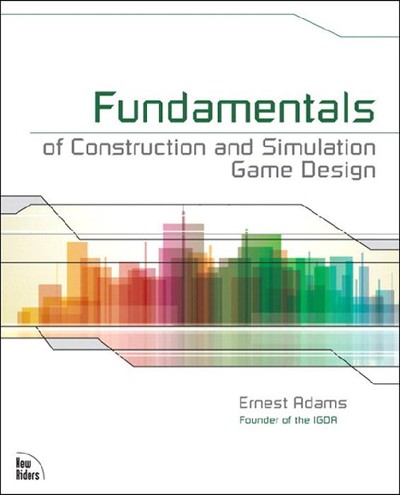 Fundamentals
of Construction and Simulation
Game Design
Ernest Adams
Founder of the IGDA
New
Riders